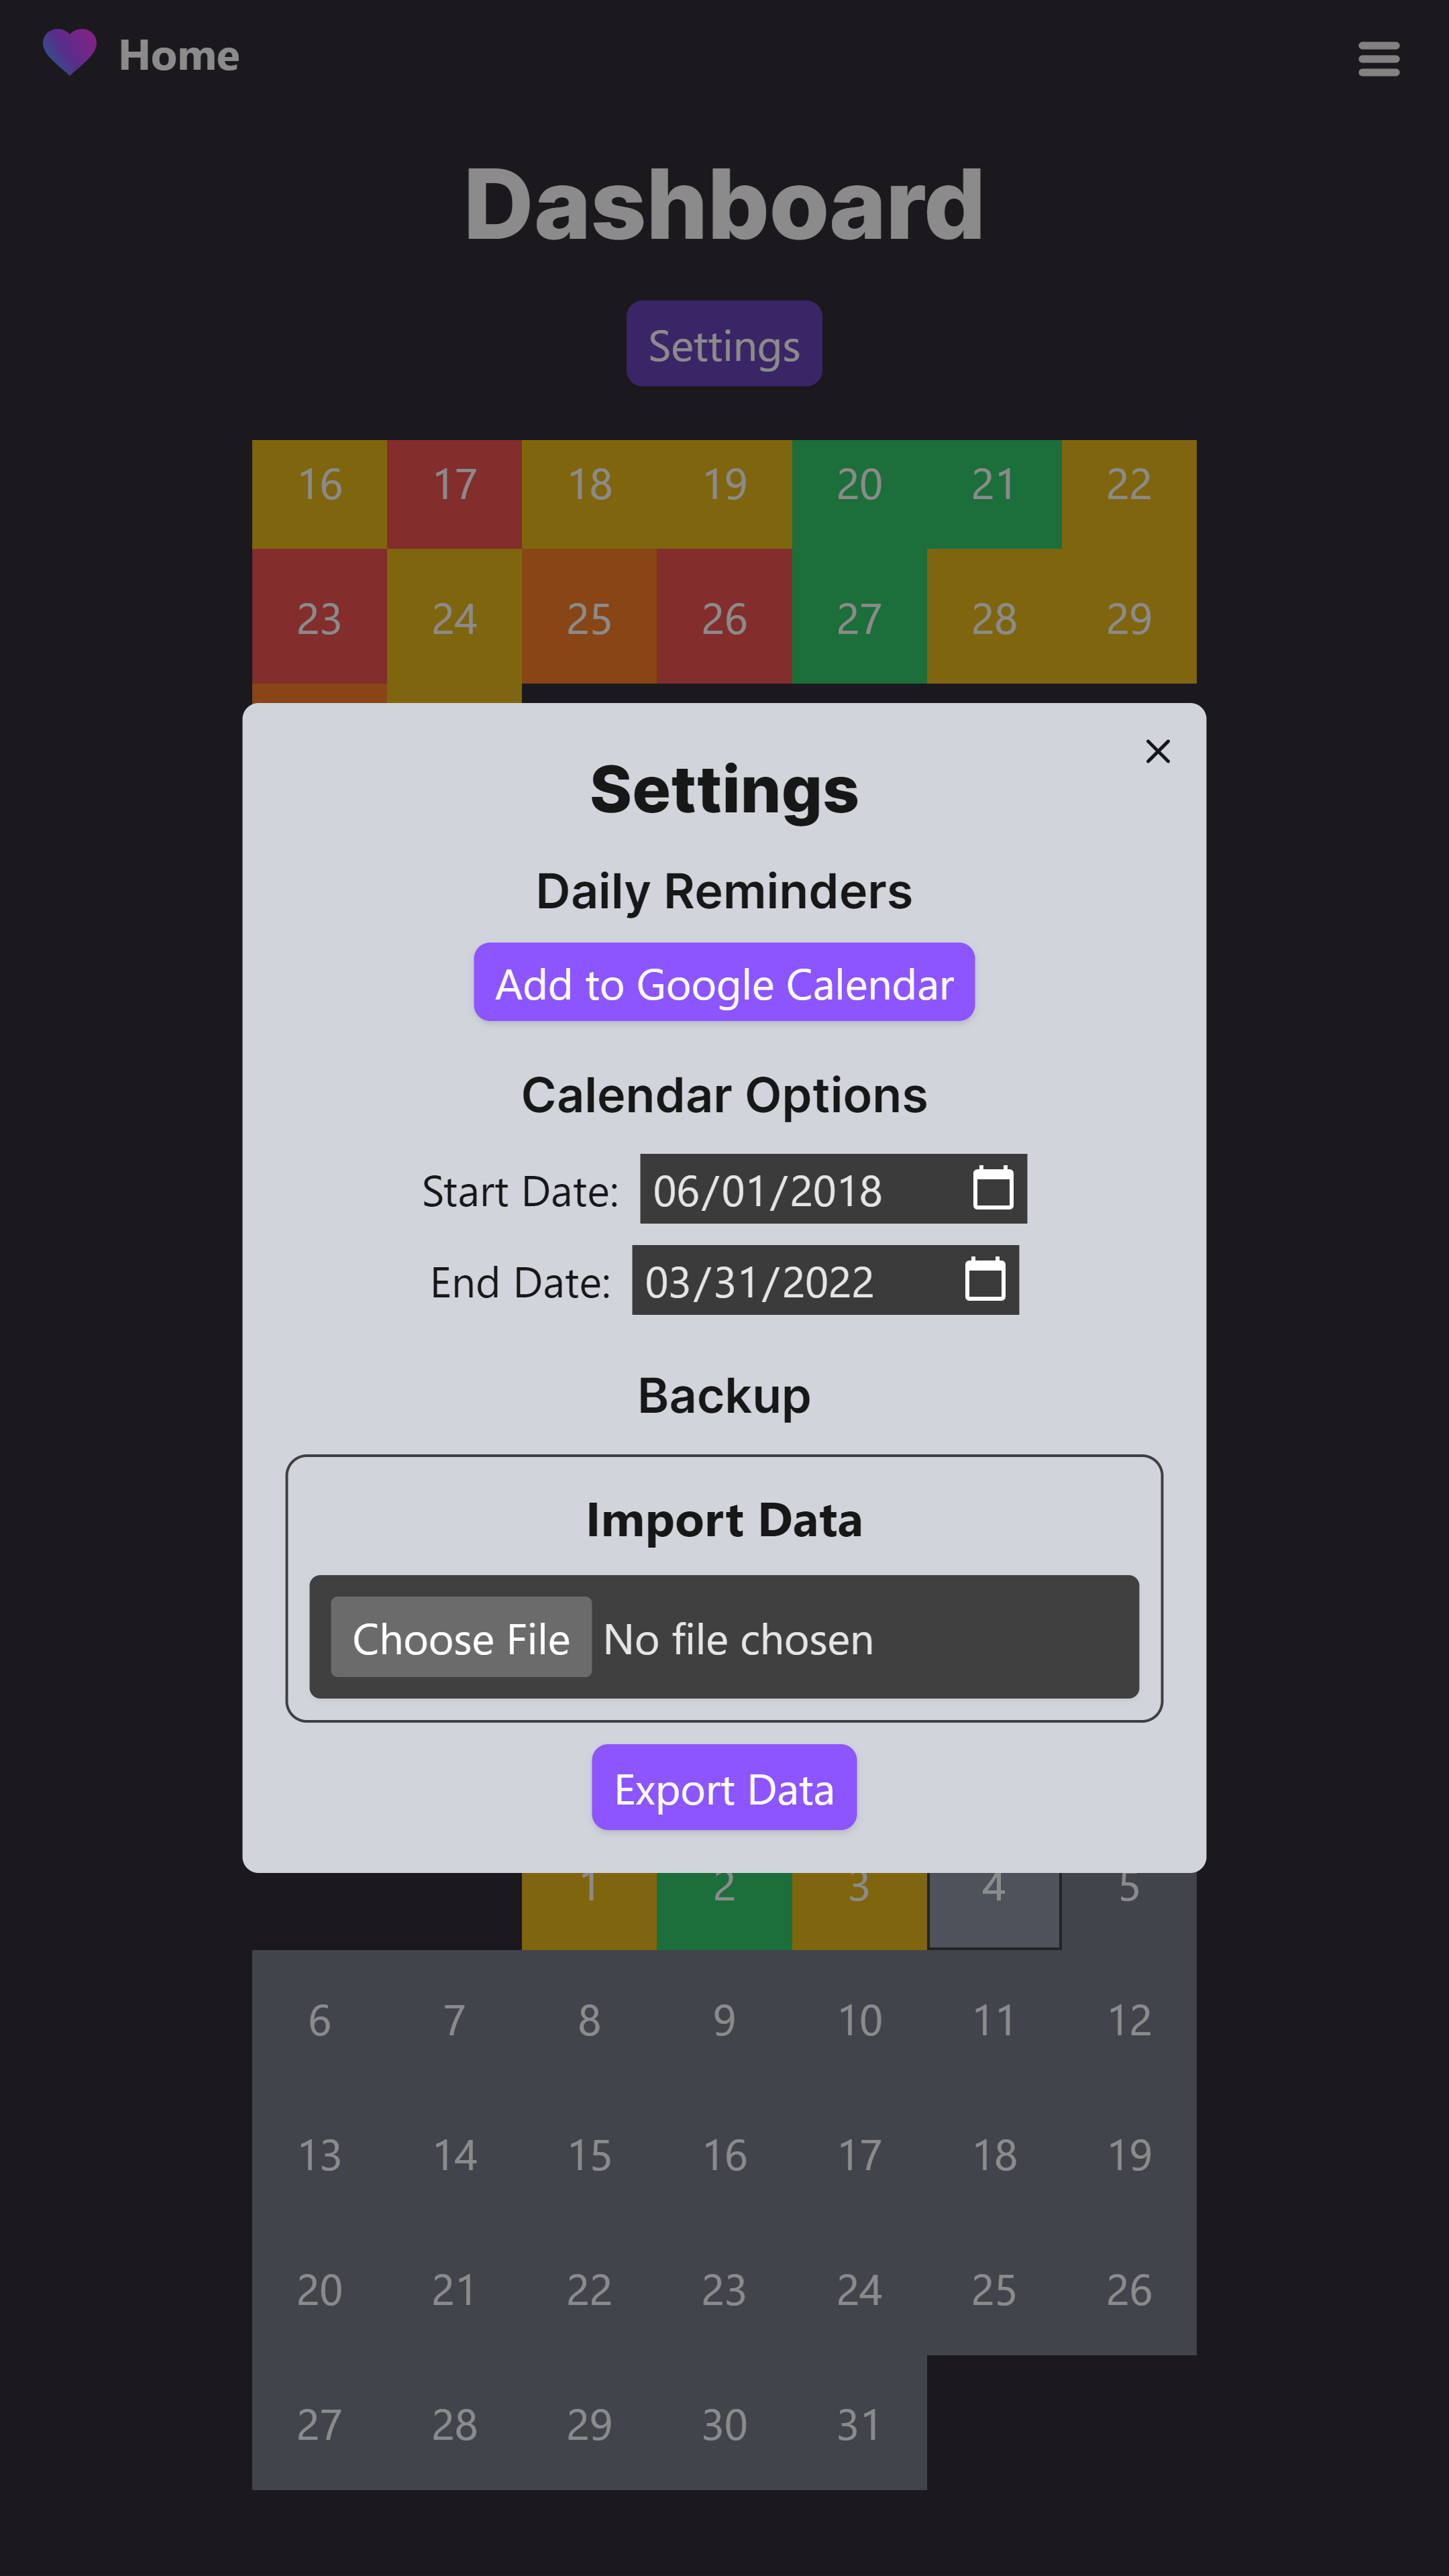 Home
Dashboard
Settings
16 17 18 19 20 21 22
23 24 25 26 27 28 29
Settings
Daily Reminders
Add to Google Calendar
Calendar Options
Start Date: 06/01/2018
End Date: 03/31/2022
Backup
Import Data
Choose File No file chosen
Export Data
1 2 3 4 5
6 7 8 9 10 11 12
13 14 15 16 17 18 19
20 21 22 23 24 25 26
27 28 29 30 31